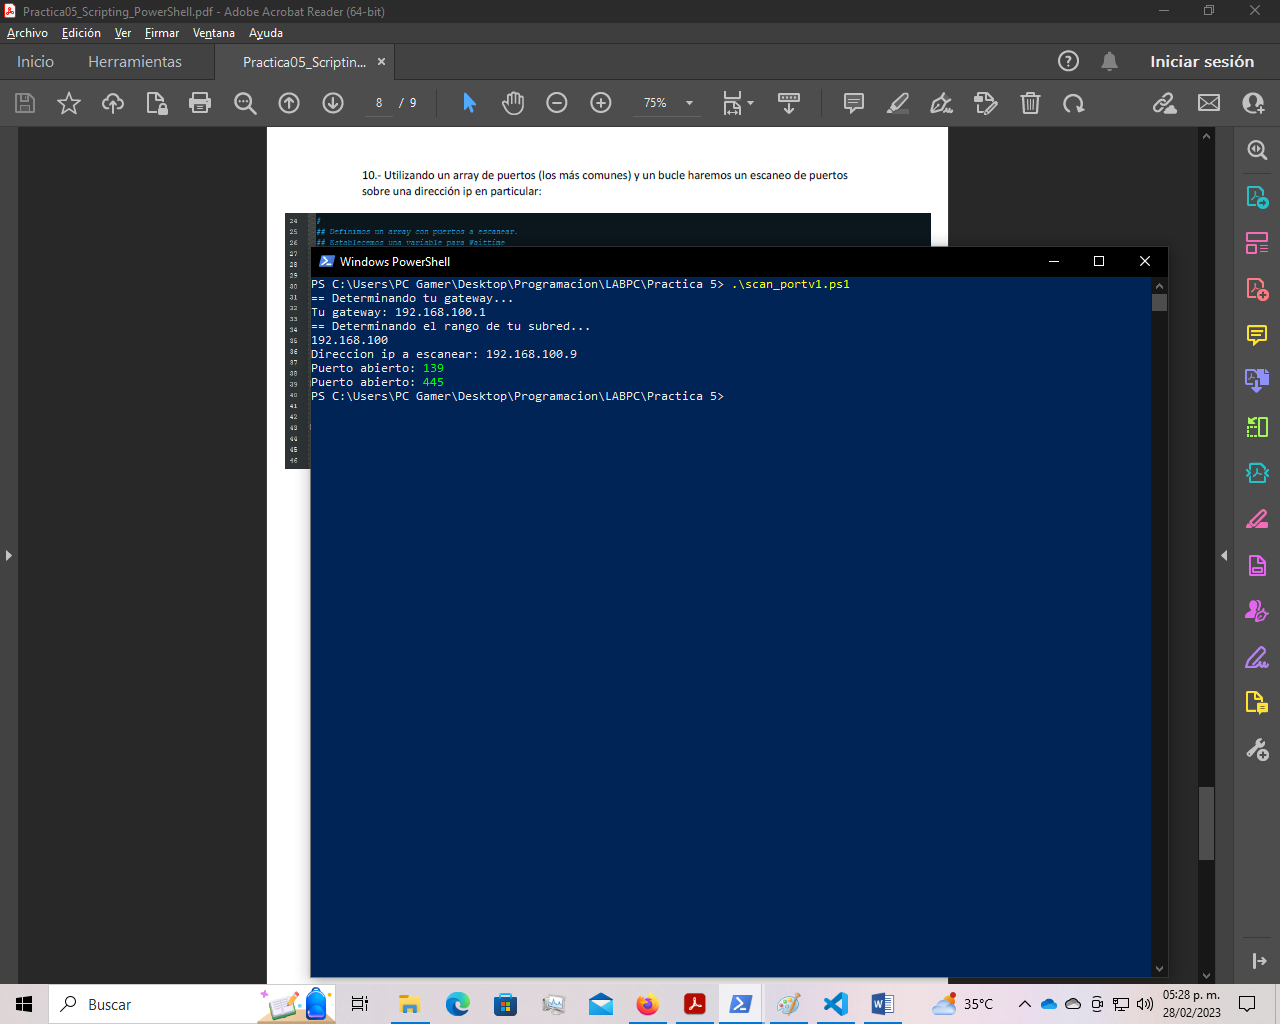 Practica05_Scripting_PowerShell.pdf - Adobe Acrobat Reader (64-bit)
Archivo Edición Ver Firmar Ventana Ayuda
Inicio Herramientas Practica05_Scriptin... × Iniciar sesión
8 / 9 75%
10.- Utilizando un array de puertos (los más comunes) y un bucle haremos un escaneo de puertos
sobre una dirección ip en particular:
24 #
25 ## Definimos un array con puertos a escanear.
26 ## Establecemos una variable para Waittime
27
28
29
30
31
32
33
34
35
36
37
38
39
40
41
42
43
44
45
46
Windows PowerShell
PS C:\Users\PC Gamer\Desktop\Programacion\LABPC\Practica 5> .\scan_portv1.ps1
== Determinando tu gateway...
Tu gateway: 192.168.100.1
== Determinando el rango de tu subred...
192.168.100
Direccion ip a escanear: 192.168.100.9
Puerto abierto: 139
Puerto abierto: 445
PS C:\Users\PC Gamer\Desktop\Programacion\LABPC\Practica 5>
Buscar
35°C
05:28 p. m.
28/02/2023